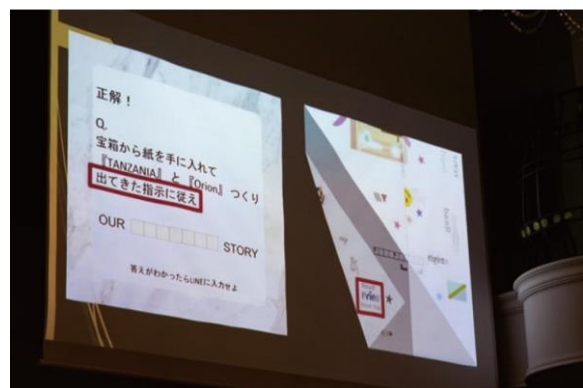 正解！
Q.
宝箱から紙を手に入れて
『TANZANIA』と『Orion』つくり
出てきた指示に従え
OUR
STORY
答えがわかったらLINEに入力せよ